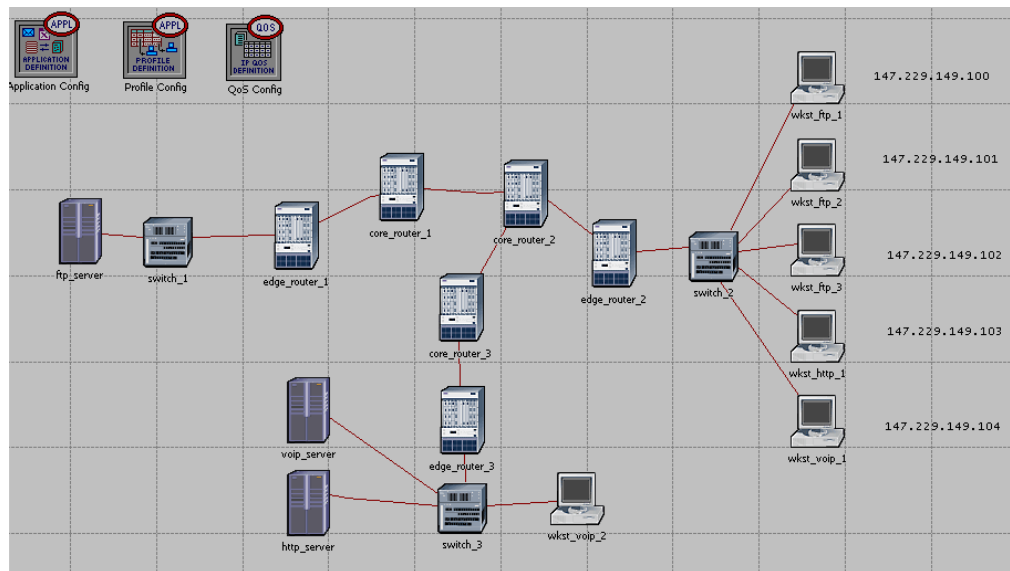 APPL
APPLICATION
DEFINITION
Application Config
APPL
PROFILE
DEFINITION
Profile Config
QOS
IP QOS
DEFINITION
QoS Config
147.229.149.100
wkst_ftp_1
147.229.149.101
wkst_ftp_2
core_router_1
core_router_2
ftp_server
switch_1
edge_router_1
edge_router_2
switch_2
147.229.149.102
wkst_ftp_3
core_router_3
147.229.149.103
wkst_http_1
147.229.149.104
wkst_voip_1
voip_server
edge_router_3
http_server
switch_3
wkst_voip_2